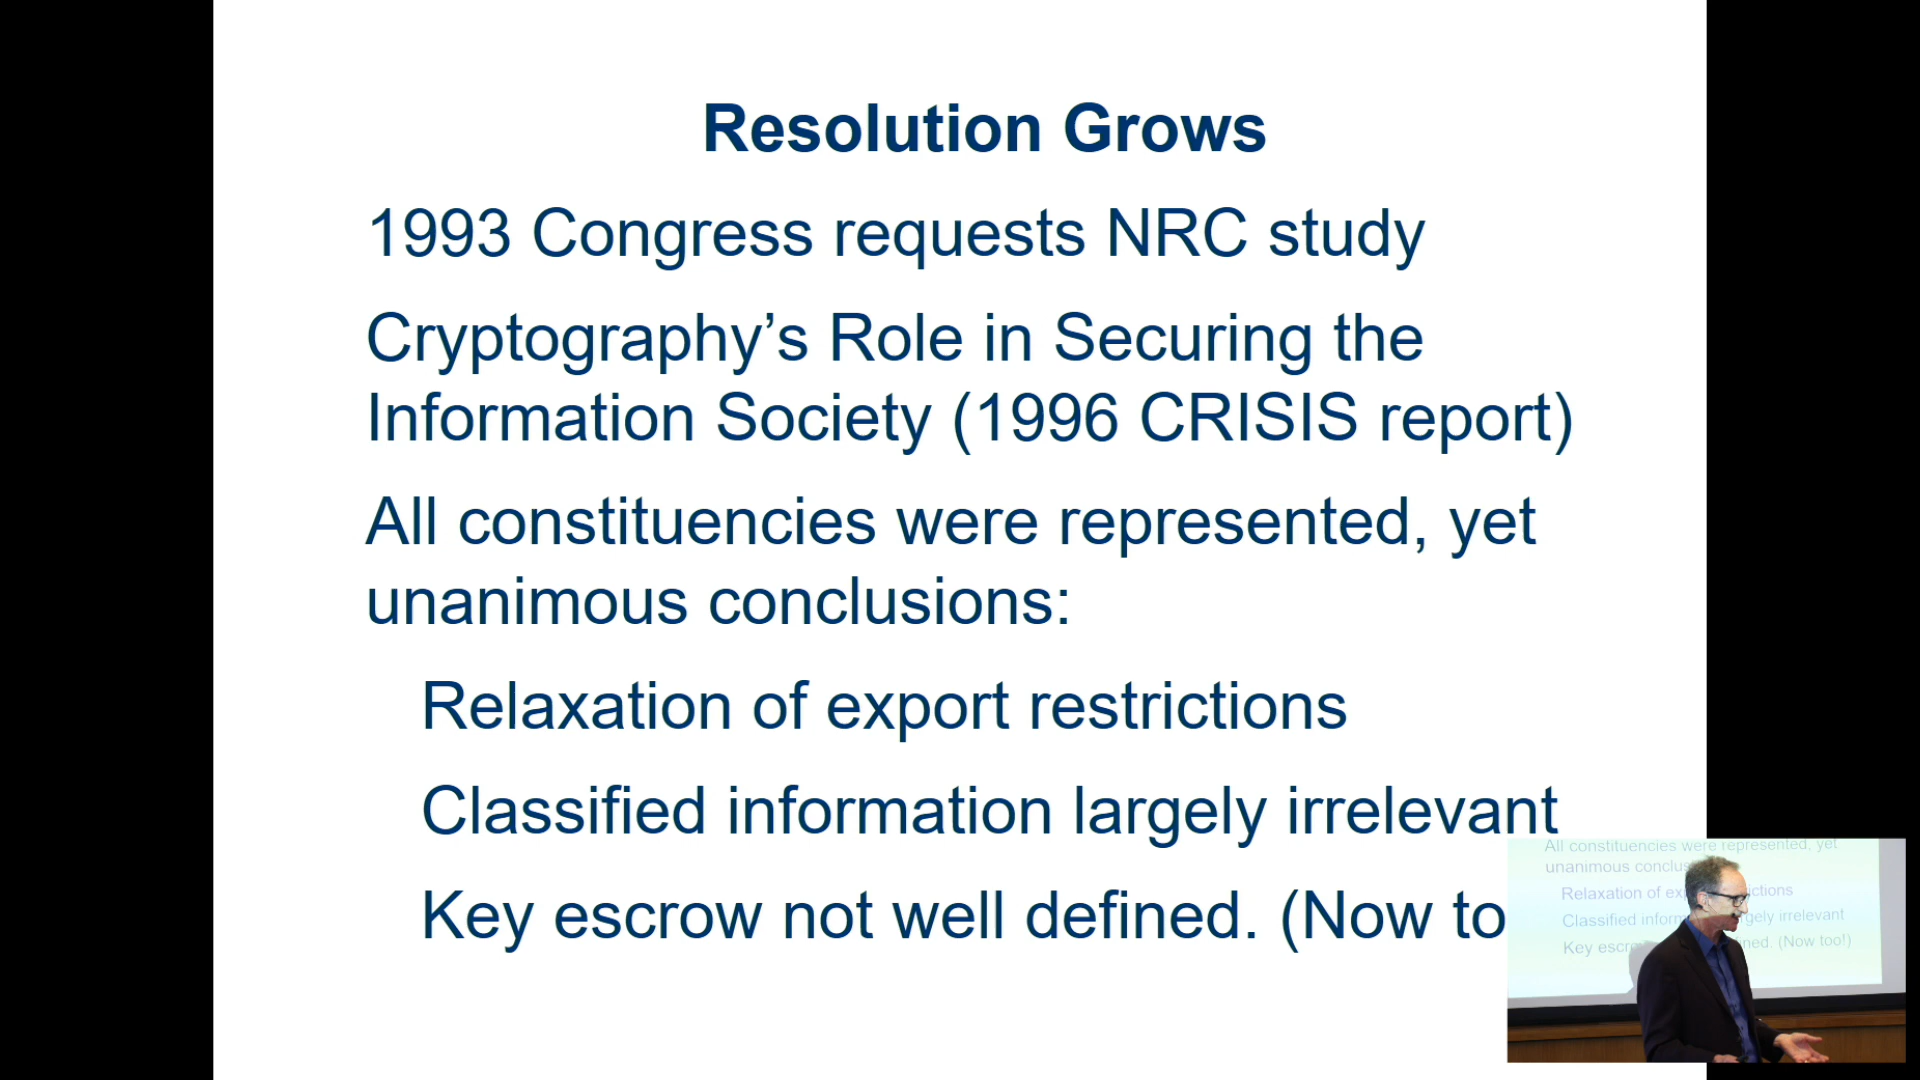 Resolution Grows
1993 Congress requests NRC study
Cryptography’s Role in Securing the
Information Society (1996 CRISIS report)
All constituencies were represented, yet
unanimous conclusions:
Relaxation of export restrictions
Classified information largely irrelevant
Key escrow not well defined. (Now to
All constituencies were represented, yet
unanimous conclus
Relaxation of ex ctions
Classified inform rgely irrelevant
Key escr ined. (Now too!)